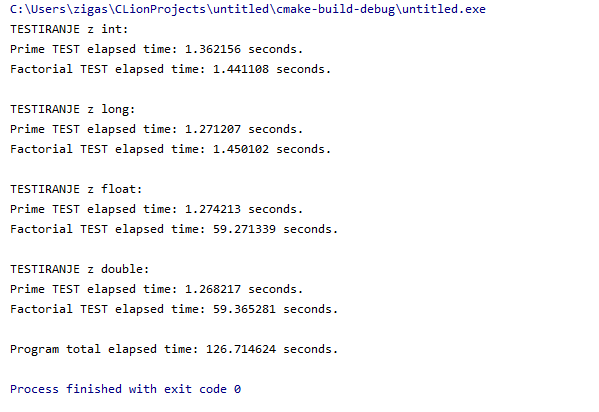 C:\Users\zigas\CLionProjects\untitled\cmake-build-debug\untitled.exe
TESTIRANJE z int:
Prime TEST elapsed time: 1.362156 seconds.
Factorial TEST elapsed time: 1.441108 seconds.
TESTIRANJE z long:
Prime TEST elapsed time: 1.271207 seconds.
Factorial TEST elapsed time: 1.450102 seconds.
TESTIRANJE z float:
Prime TEST elapsed time: 1.274213 seconds.
Factorial TEST elapsed time: 59.271339 seconds.
TESTIRANJE z double:
Prime TEST elapsed time: 1.268217 seconds.
Factorial TEST elapsed time: 59.365281 seconds.
Program total elapsed time: 126.714624 seconds.
Process finished with exit code 0